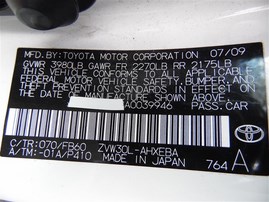 MFD. BY: TOYOTA MOTOR CORPORATION 07/09
GVWR 3980LB GAWR FR 2270LB RR 2175LB
THIS VEHICLE CONFORMS TO ALL APPLICABLE
FEDERAL MOTOR VEHICLE SAFETY, BUMPER, AND
THEFT PREVENTION STANDARDS IN EFFECT ON THE
DATE OF MANUFACTURE SHOWN ABOVE.
A0039946 PASS.CAR
C/TR: 070/FB60 ZVW30L-AHXEBA
A/TM: -01A/P410 MADE IN JAPAN 764 A
TOYOTA